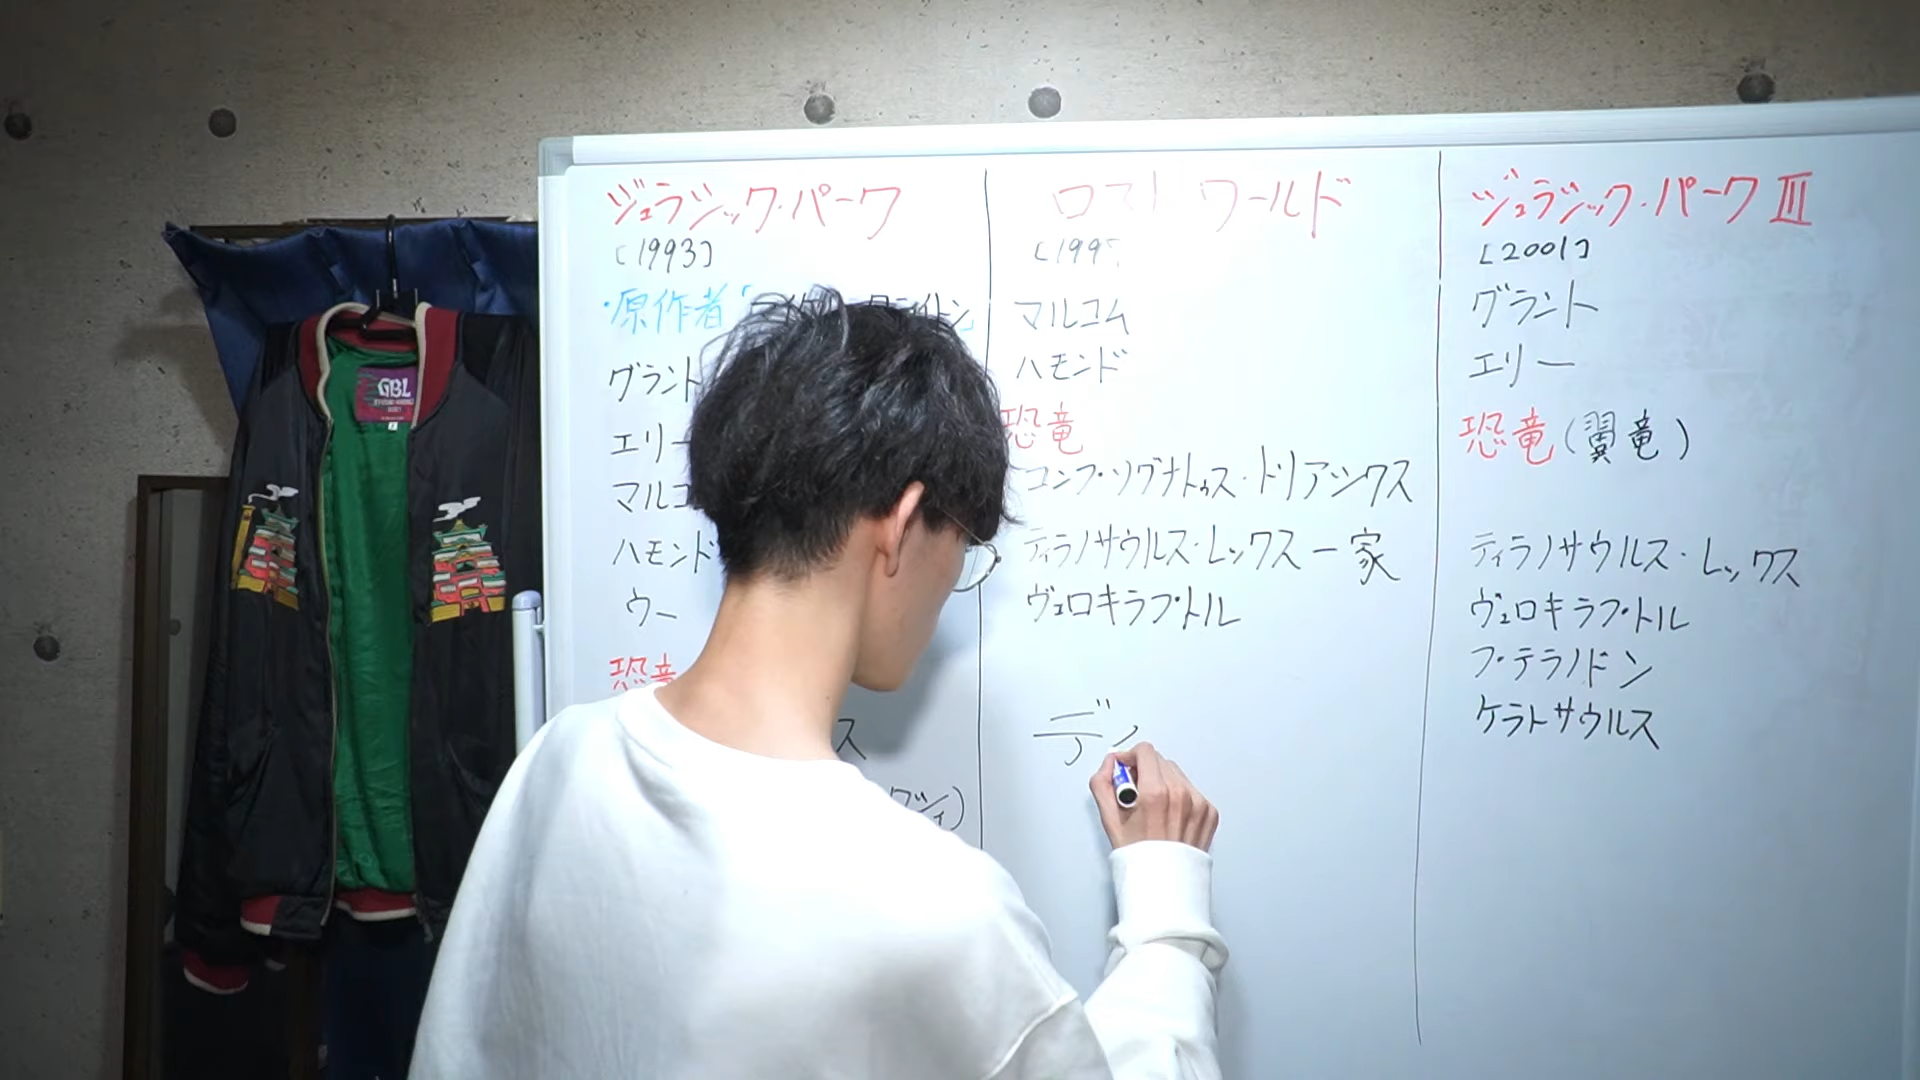 ジュラシック・パーク
[1993]
・原作者「マイケル・クライトン」
グラント
エリー
マルコ
ハモンド
ウー
恐竜
ス
ロスト ワールド
[199
マルコム
ハモンド
恐竜
コンプソグナトゥス・トリアシクス
ティラノサウルス・レックス一家
ヴェロキラプトル
デン
ジュラシック・パーク III
[2001]
グラント
エリー
恐竜(翼竜)
ティラノサウルス・レックス
ヴェロキラプトル
プテラノドン
ケラトサウルス
GBL